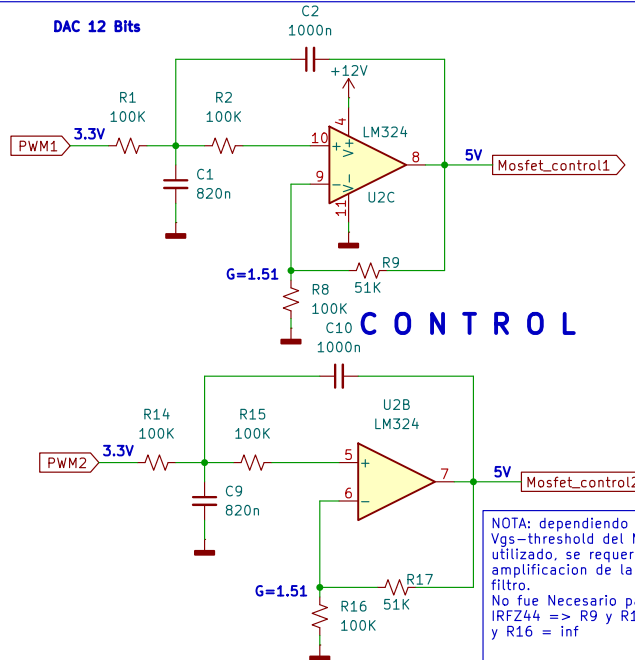 DAC 12 Bits
C2
1000n
+12V
R1
100K
R2
100K
LM324
PWM1
3.3V
10
+
V+
4
8
5V
Mosfet_control1
C1
820n
9
-
V-
11
U2C
G=1.51
R9
51K
R8
100K
CONTROL
C10
1000n
U2B
LM324
R14
100K
R15
100K
PWM2
3.3V
5
+
7
5V
Mosfet_control2
C9
820n
6
-
NOTA: dependiendo
Vgs-threshold del
utilizado, se requer
amplificacion de la
filtro.
No fue Necesario
IRFZ44 => R9 y R1
y R16 = inf
G=1.51
R17
51K
R16
100K